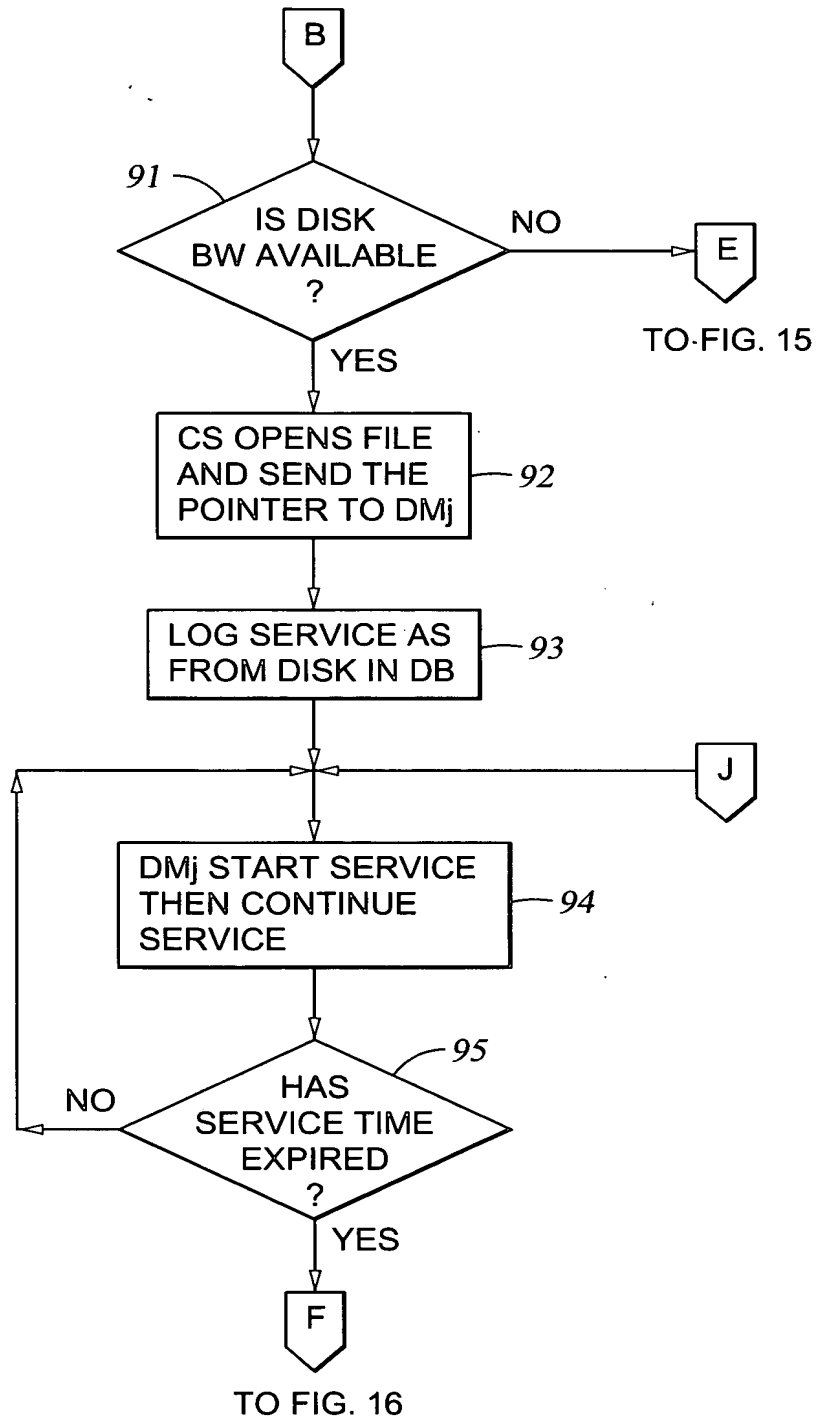 B
91
IS DISK
BW AVAILABLE
?
NO
E
TO FIG. 15
YES
CS OPENS FILE
AND SEND THE
POINTER TO DMj
92
LOG SERVICE AS
FROM DISK IN DB
93
J
DMj START SERVICE
THEN CONTINUE
SERVICE
94
95
HAS
SERVICE TIME
EXPIRED
?
NO
YES
F
TO FIG. 16